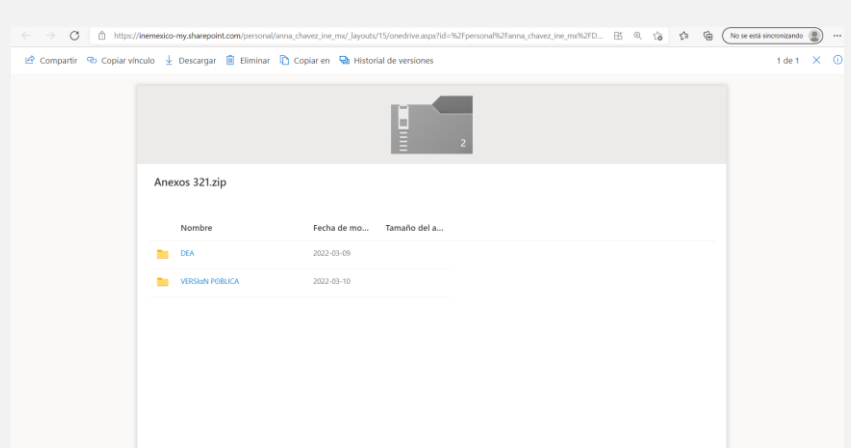 https://inemexico-my.sharepoint.com/personal/anna_chavez_ine_mx/_layouts/15/onedrive.aspx?id=%2Fpersonal%2Fanna_chavez_ine_mx%2FD... No se está sincronizando
Compartir Copiar vínculo Descargar Eliminar Copiar en Historial de versiones 1 de 1
2
Anexos 321.zip
Nombre Fecha de mo... Tamaño del a...
DEA 2022-03-09
VERSIαN PΘBLICA 2022-03-10